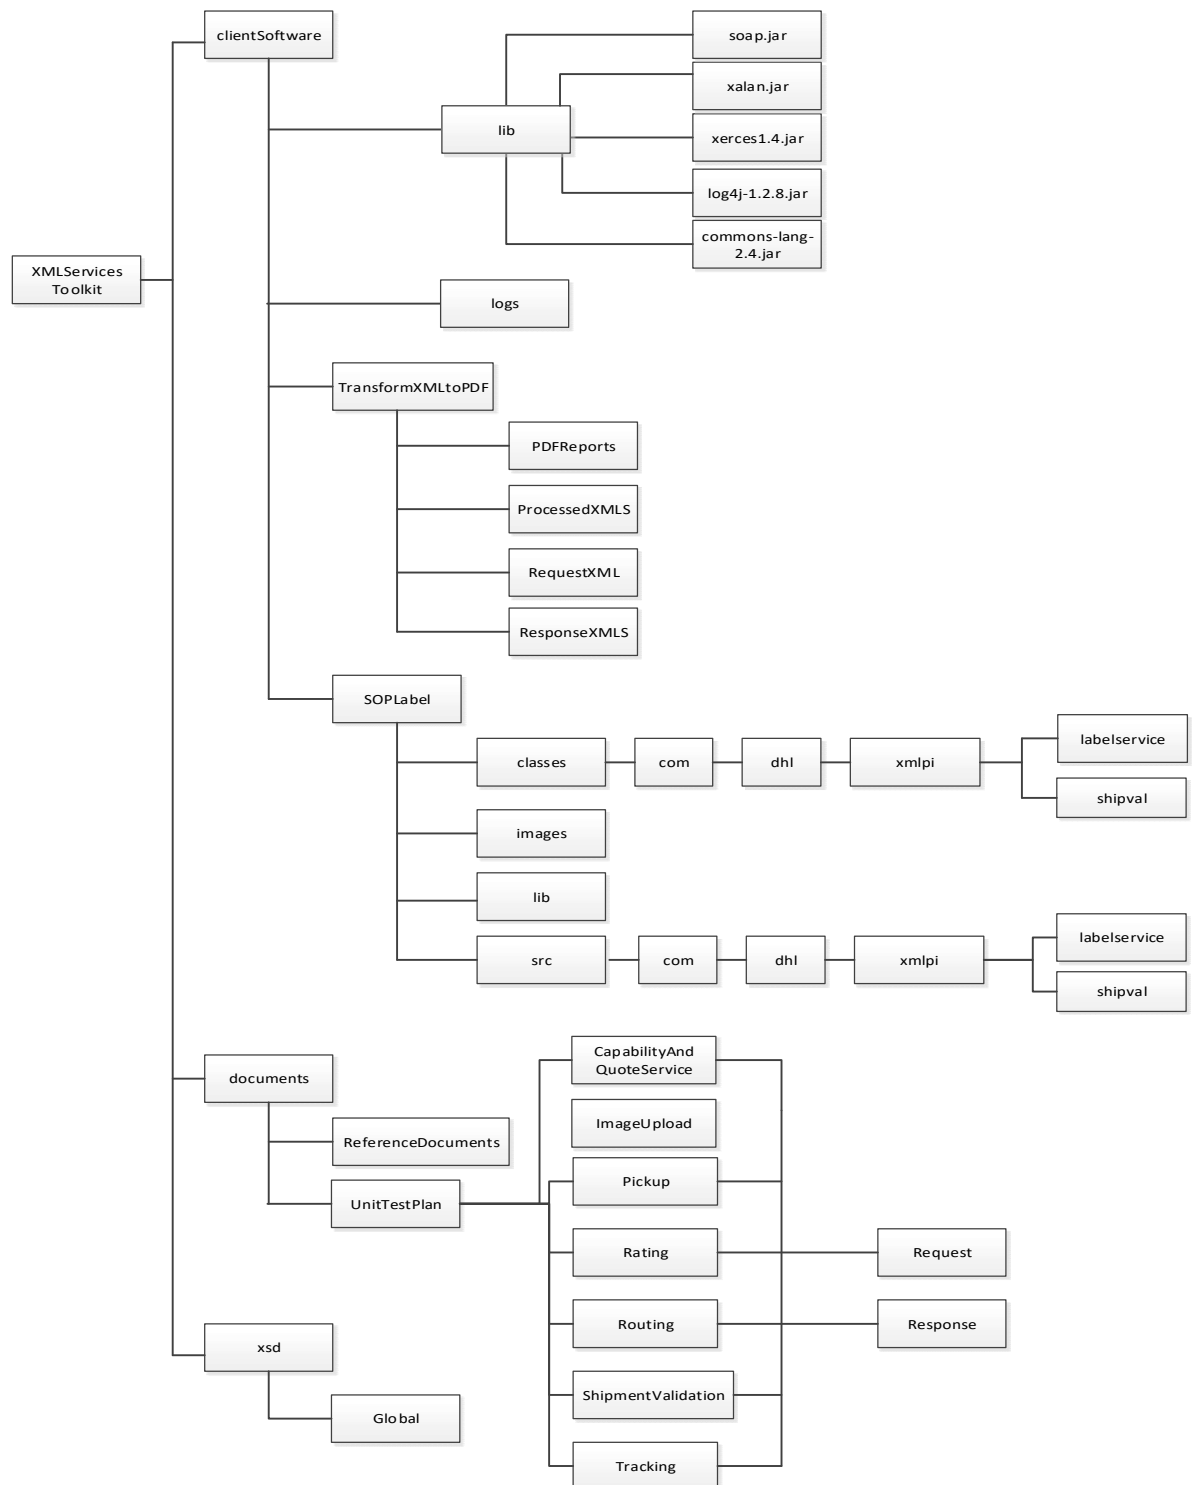 clientSoftware
soap.jar
xalan.jar
lib
xerces1.4.jar
log4j-1.2.8.jar
commons-lang-
2.4.jar
XMLServices
Toolkit
logs
TransformXMLtoPDF
PDFReports
ProcessedXMLS
RequestXML
ResponseXMLS
SOPLabel
labelservice
classes
com
dhl
xmlpi
shipval
images
lib
labelservice
src
com
dhl
xmlpi
shipval
CapabilityAnd
QuoteService
documents
ImageUpload
ReferenceDocuments
Pickup
UnitTestPlan
Rating
Request
Routing
Response
xsd
ShipmentValidation
Global
Tracking